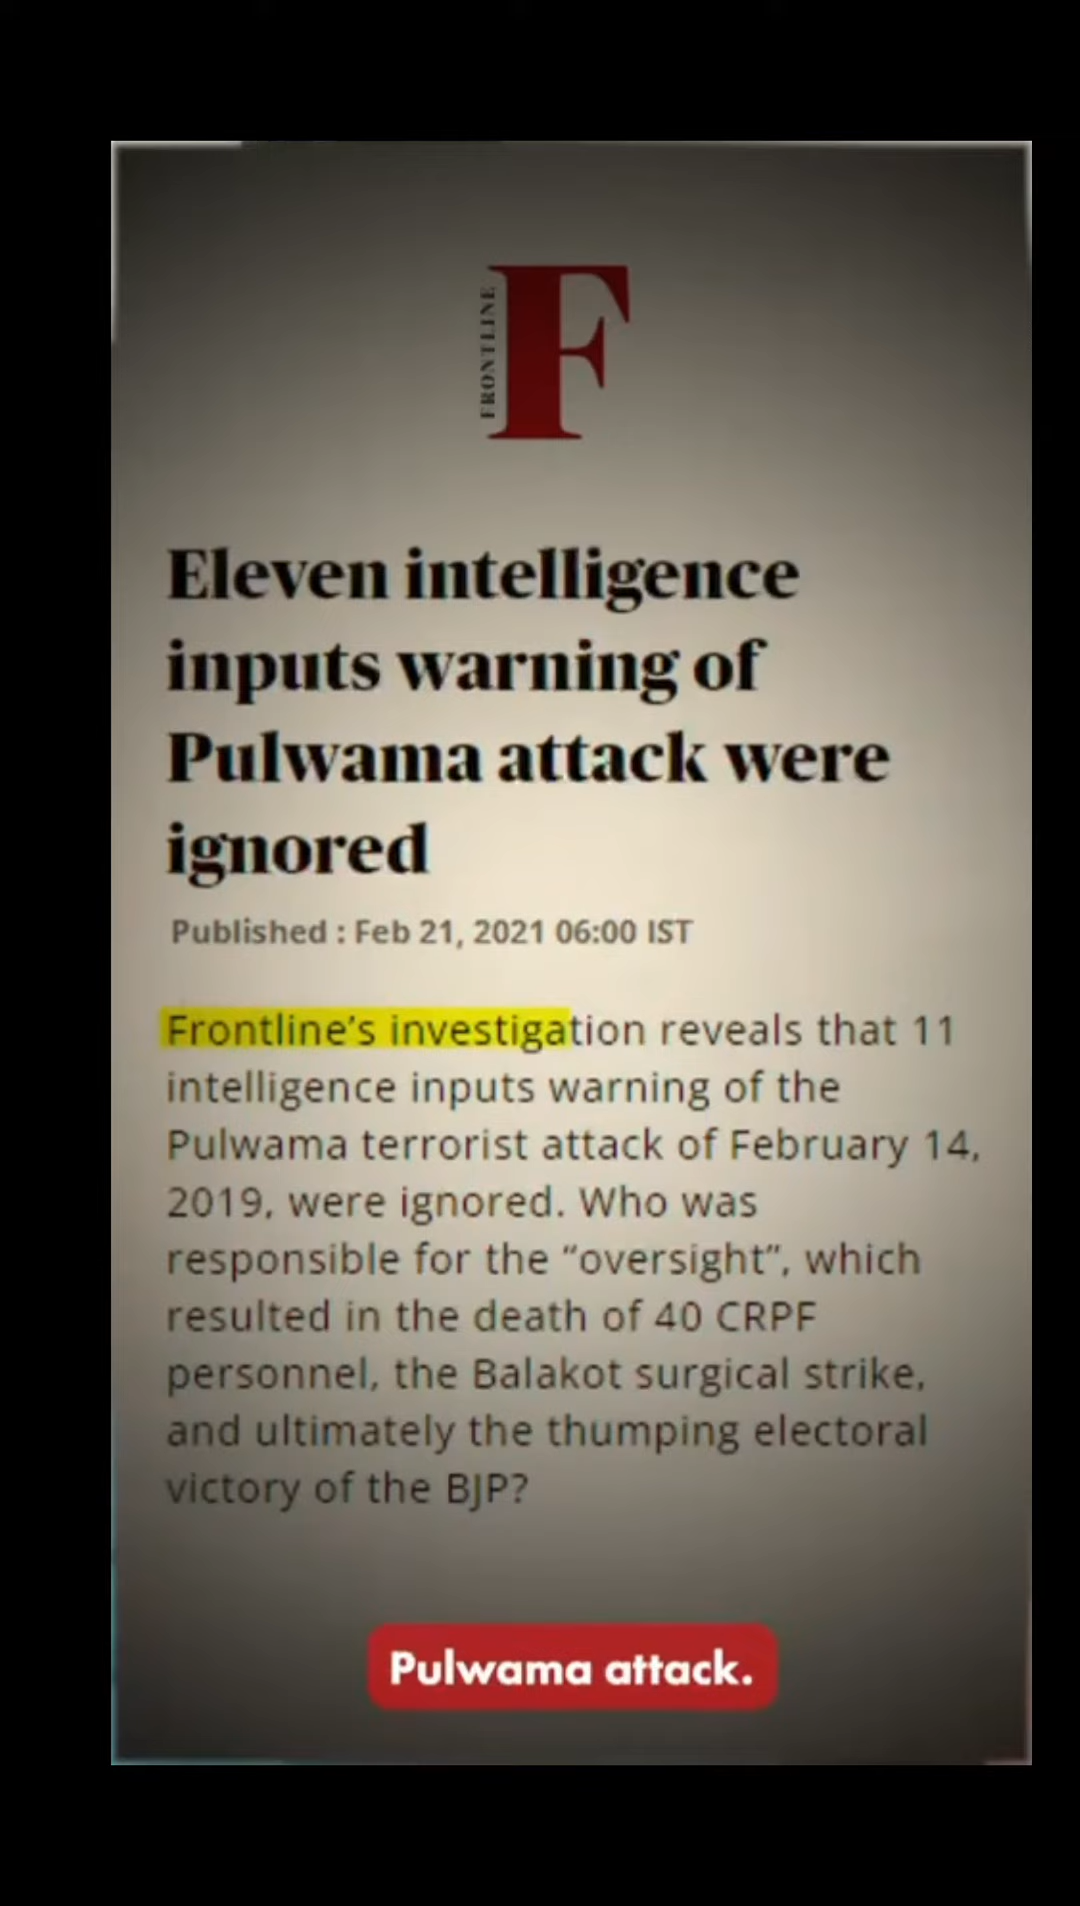 FRONTLINE
F
Eleven intelligence
inputs warning of
Pulwama attack were
ignored
Published : Feb 21, 2021 06:00 IST
Frontline’s investigation reveals that 11
intelligence inputs warning of the
Pulwama terrorist attack of February 14,
2019, were ignored. Who was
responsible for the “oversight”, which
resulted in the death of 40 CRPF
personnel, the Balakot surgical strike,
and ultimately the thumping electoral
victory of the BJP?
Pulwama attack.